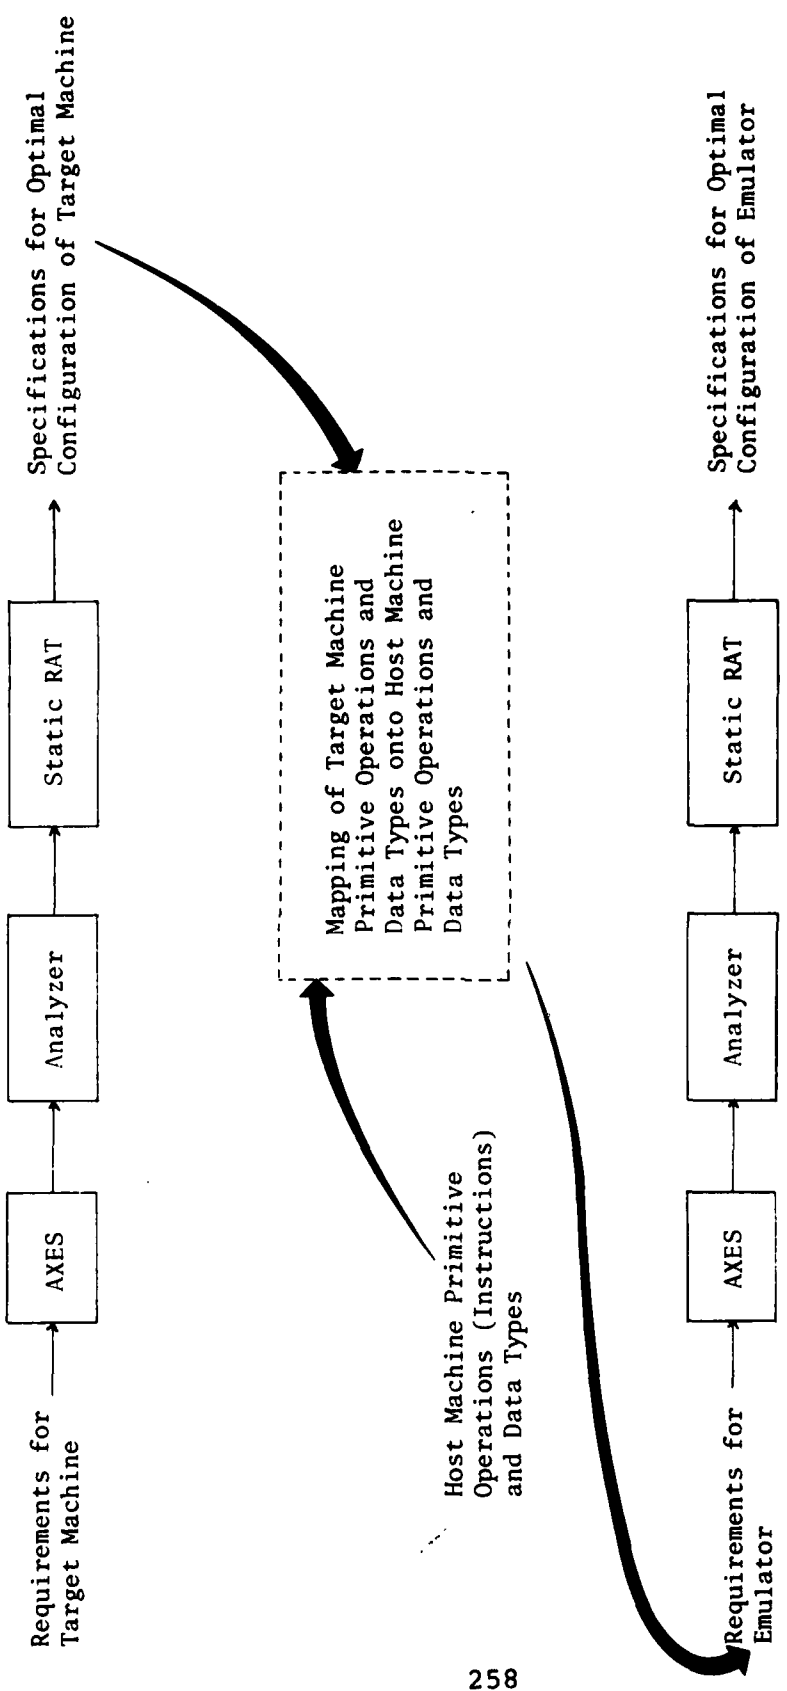 Requirements for
Target Machine
AXES
Analyzer
Static RAT
Specifications for Optimal
Configuration of Target Machine
Mapping of Target Machine
Primitive Operations and
Data Types onto Host Machine
Primitive Operations and
Data Types
Host Machine Primitive
Operations (Instructions)
and Data Types
Requirements for
Emulator
AXES
Analyzer
Static RAT
Specifications for Optimal
Configuration of Emulator
258